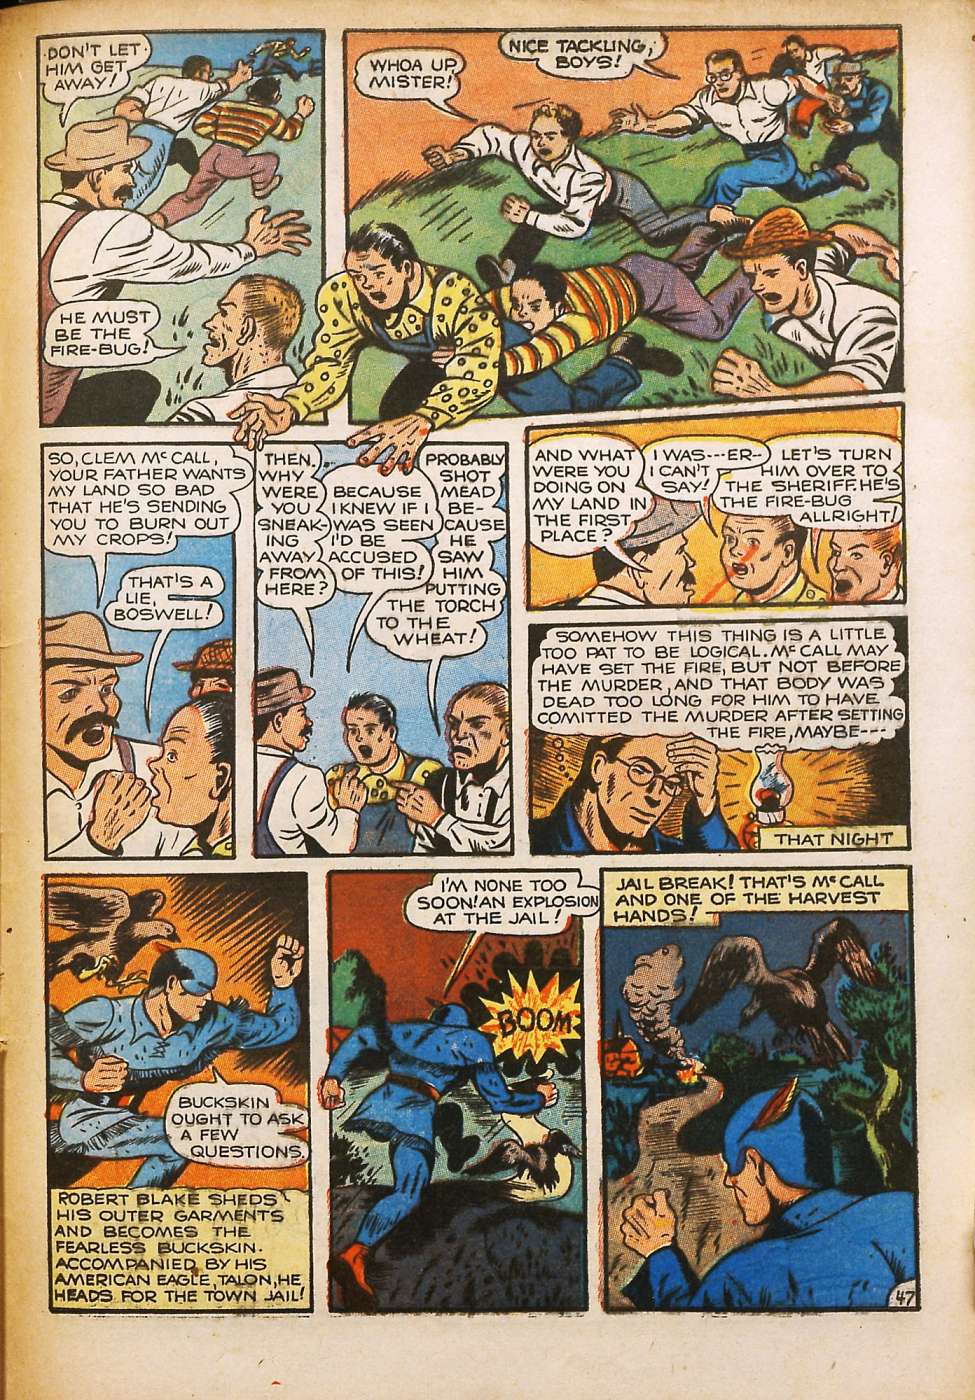 DON'T LET
HIM GET
AWAY!
HE MUST
BE THE
FIRE-BUG!
WHOA UP,
MISTER!
NICE TACKLING,
BOYS!
SO, CLEM McCALL,
YOUR FATHER WANTS
MY LAND SO BAD
THAT HE'S SENDING
YOU TO BURN OUT
MY CROPS!
THAT'S A
LIE,
BOSWELL!
THEN,
WHY
WERE
YOU
SNEAK-
ING
AWAY
FROM
HERE?
BECAUSE
I KNEW IF I
WAS SEEN
I'D BE
ACCUSED
OF THIS!
PROBABLY
SHOT
MEAD
BE-
CAUSE
HE
SAW
HIM
PUTTING
THE TORCH
TO THE
WHEAT!
AND WHAT
WERE YOU
DOING ON
MY LAND IN
THE FIRST
PLACE?
I WAS---ER--
I CAN'T
SAY!
LET'S TURN
HIM OVER TO
THE SHERIFF. HE'S
THE FIRE-BUG
ALLRIGHT!
SOMEHOW THIS THING IS A LITTLE
TOO PAT TO BE LOGICAL. McCALL MAY
HAVE SET THE FIRE, BUT NOT BEFORE
THE MURDER, AND THAT BODY WAS
DEAD TOO LONG FOR HIM TO HAVE
COMITTED THE MURDER AFTER SETTING
THE FIRE, MAYBE---
THAT NIGHT
BUCKSKIN
OUGHT TO ASK
A FEW
QUESTIONS.
ROBERT BLAKE SHEDS
HIS OUTER GARMENTS
AND BECOMES THE
FEARLESS BUCKSKIN.
ACCOMPANIED BY HIS
AMERICAN EAGLE, TALON, HE
HEADS FOR THE TOWN JAIL!
I'M NONE TOO
SOON! AN EXPLOSION
AT THE JAIL!
BOOM
JAIL BREAK! THAT'S McCALL
AND ONE OF THE HARVEST
HANDS!
47